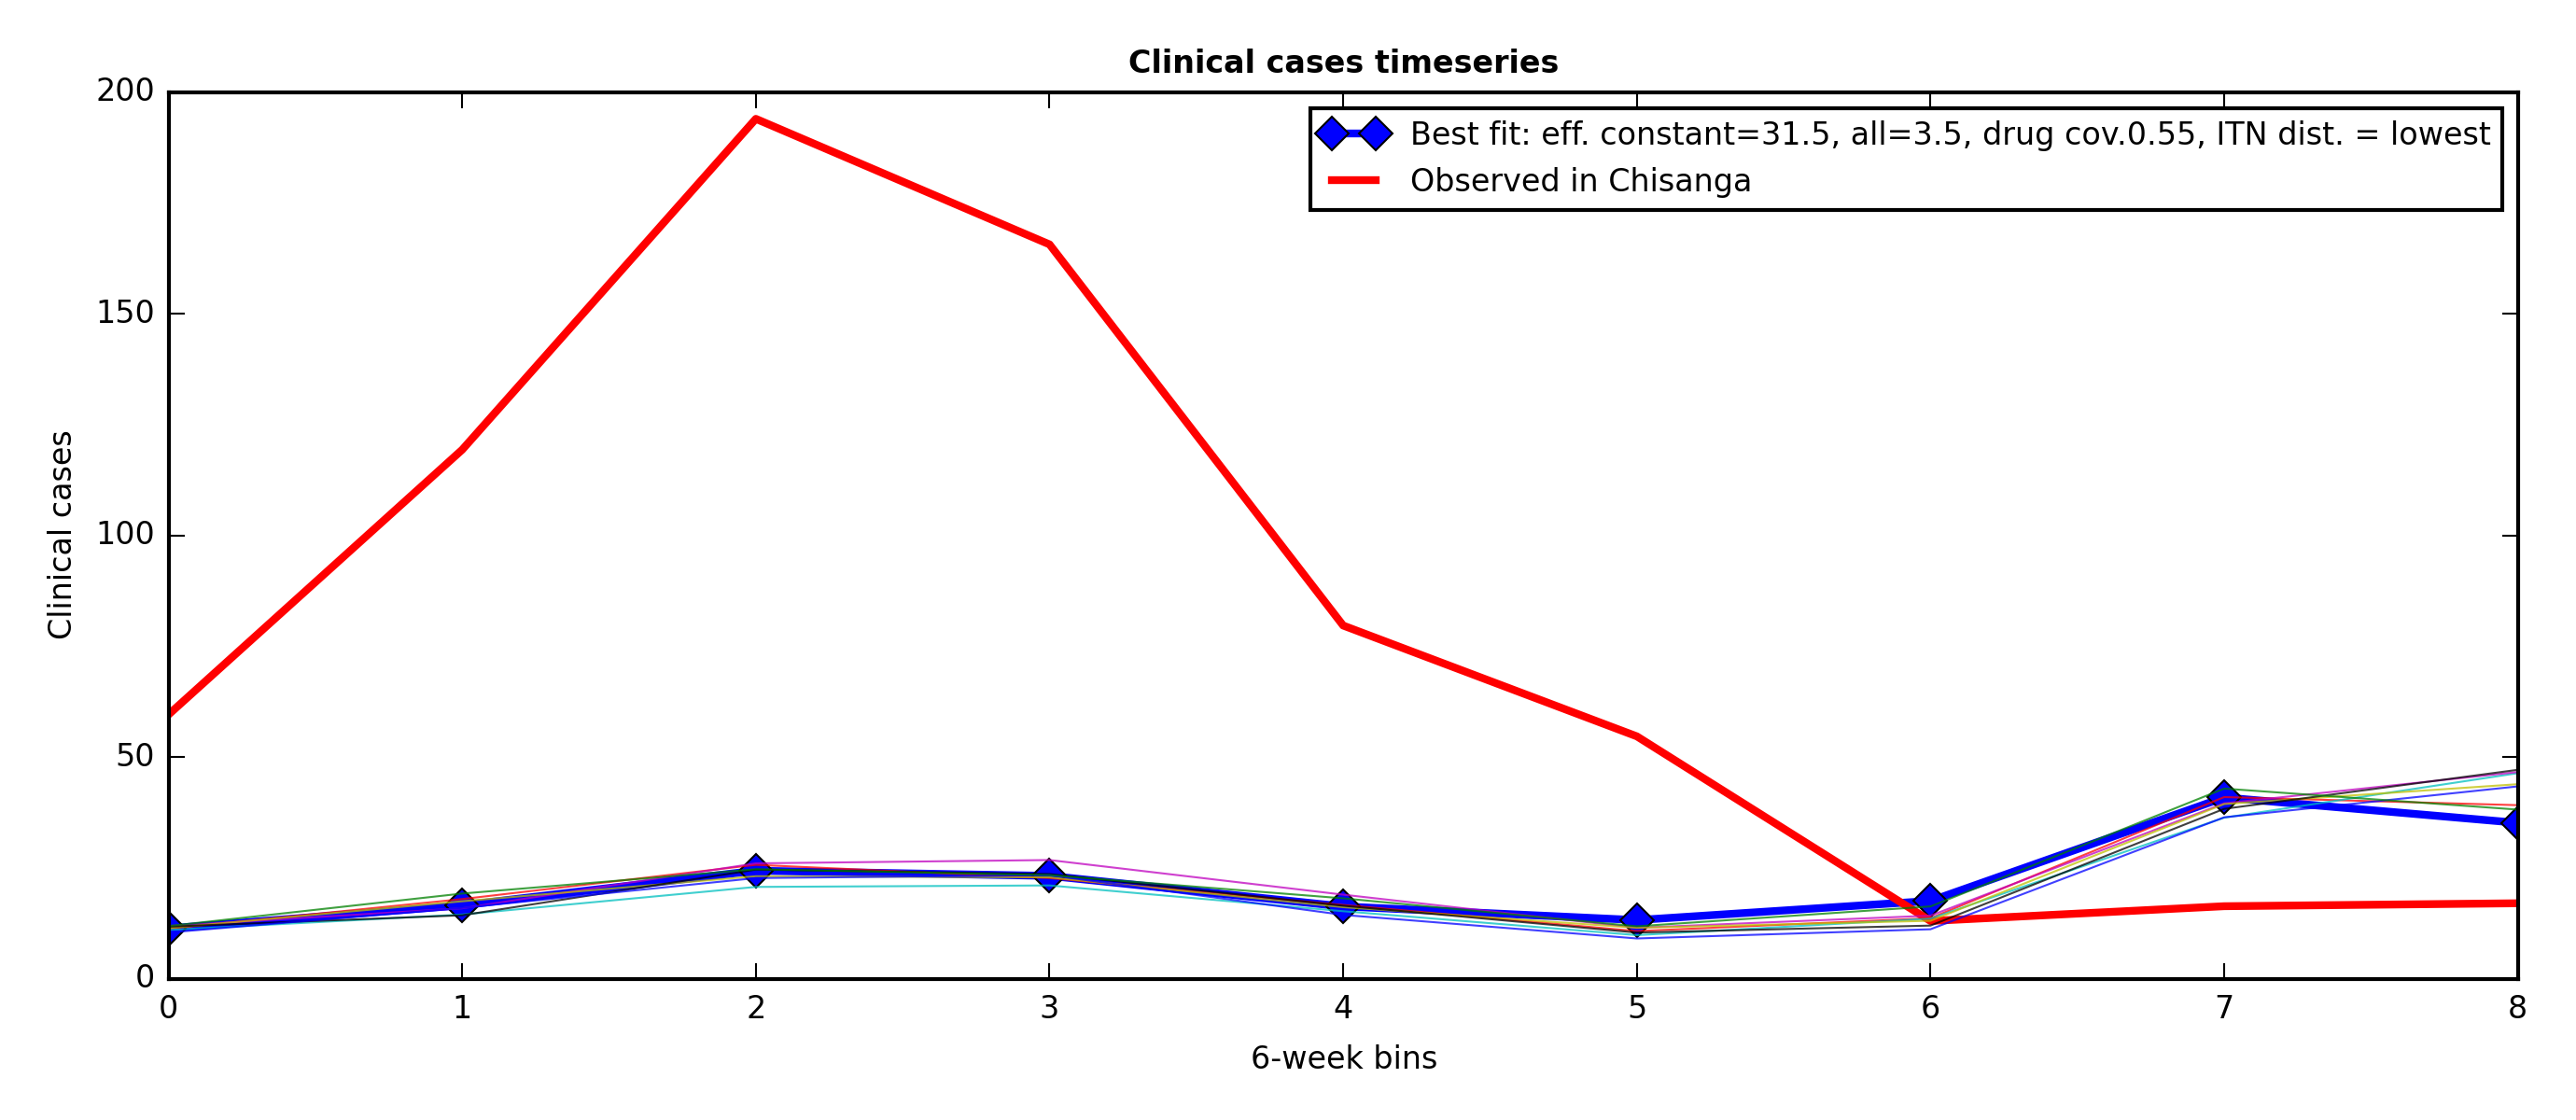 Clinical cases timeseries
200
150
100
50
0
Clinical cases
Best fit: eff. constant=31.5, all=3.5, drug cov.0.55, ITN dist. = lowest
Observed in Chisanga
0 1 2 3 4 5 6 7 8
6-week bins